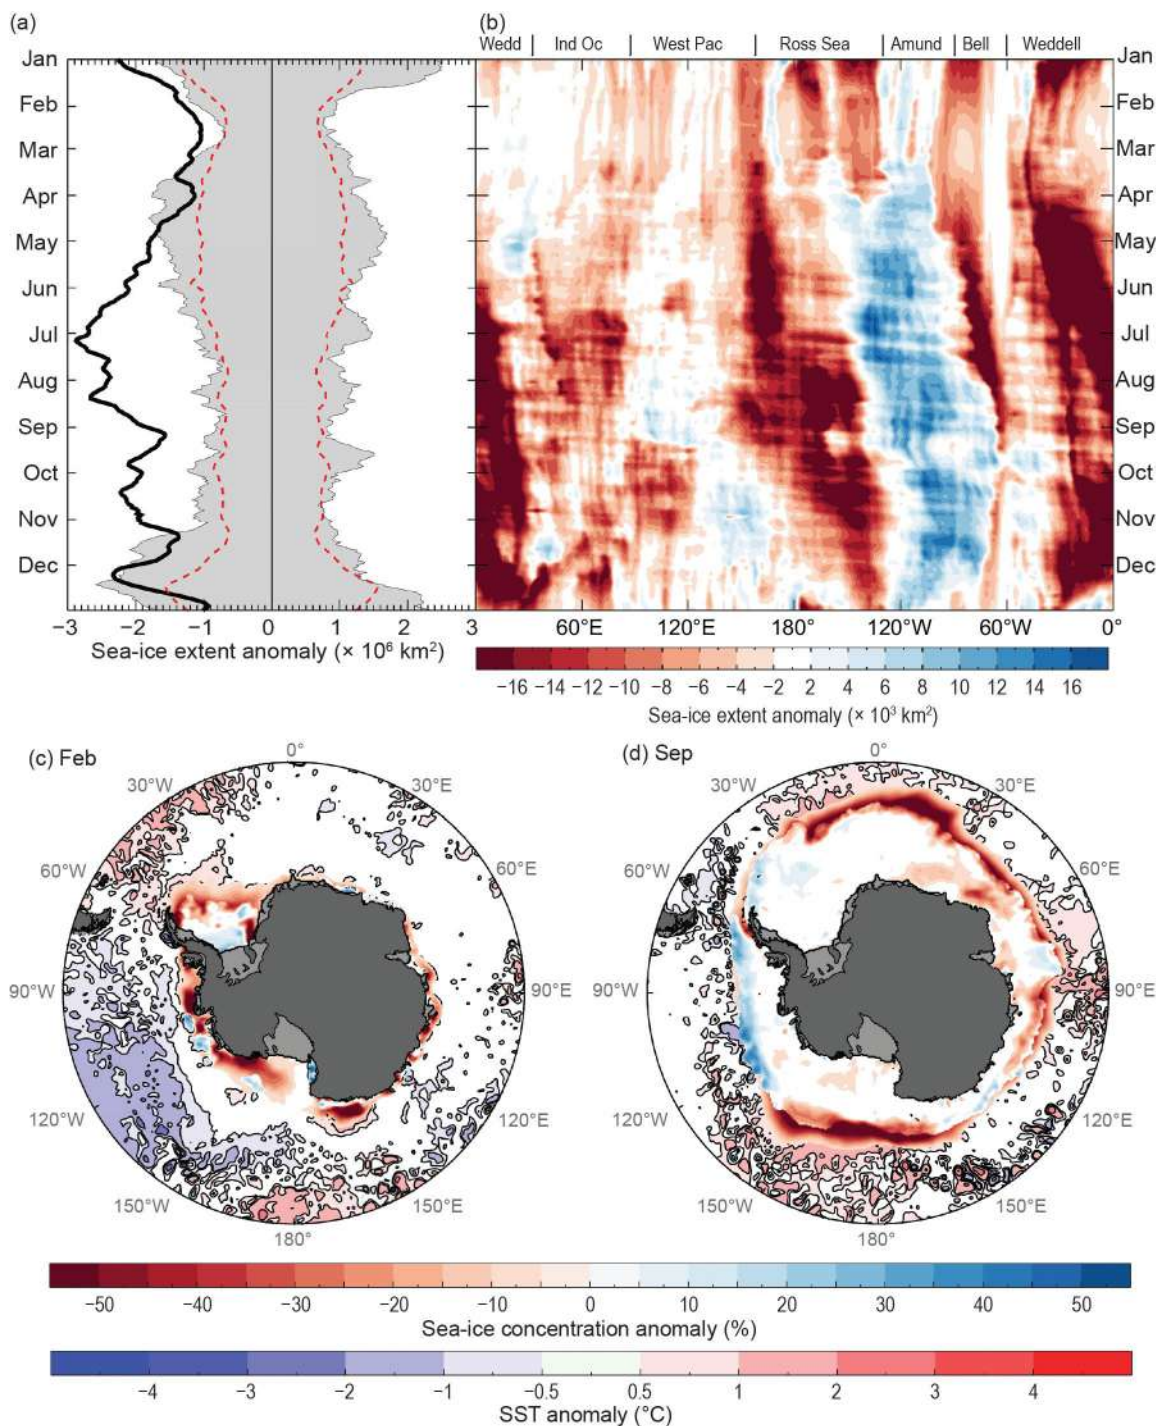 (a)
(b)
Wedd | Ind Oc | West Pac | Ross Sea | Amund | Bell | Weddell
Jan
Feb
Mar
Apr
May
Jun
Jul
Aug
Sep
Oct
Nov
Dec
Jan
Feb
Mar
Apr
May
Jun
Jul
Aug
Sep
Oct
Nov
Dec
−3 −2 −1 0 1 2 3 60°E 120°E 180° 120°W 60°W 0°
Sea-ice extent anomaly (× 10⁶ km²)
−16 −14 −12 −10 −8 −6 −4 −2 2 4 6 8 10 12 14 16
Sea-ice extent anomaly (× 10³ km²)
(c) Feb
0°
30°E
60°E
90°E
120°E
150°E
180°
150°W
120°W
90°W
60°W
30°W
(d) Sep
0°
30°E
60°E
90°E
120°E
150°E
180°
150°W
120°W
90°W
60°W
30°W
−50 −40 −30 −20 −10 0 10 20 30 40 50
Sea-ice concentration anomaly (%)
−4 −3 −2 −1 −0.5 0.5 1 2 3 4
SST anomaly (°C)